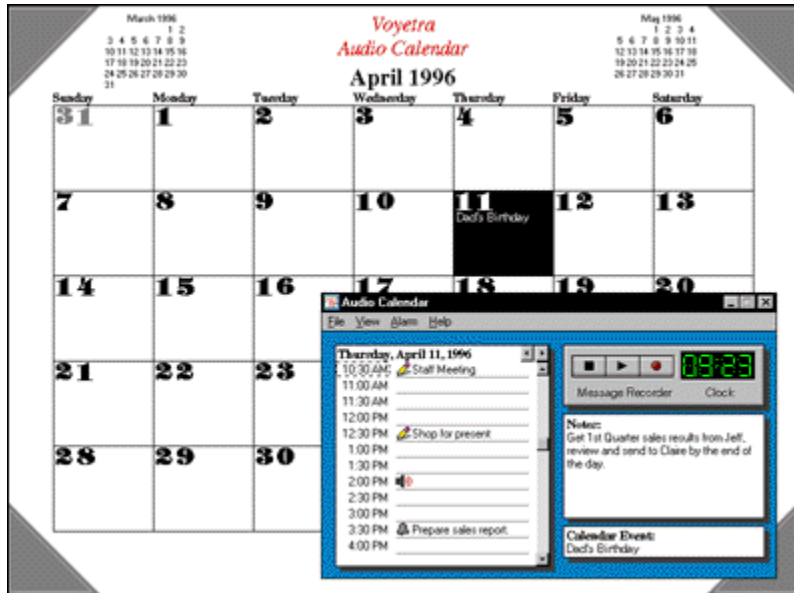 March 1996
1 2
3 4 5 6 7 8 9
10 11 12 13 14 15 16
17 18 19 20 21 22 23
24 25 26 27 28 29 30
31
Voyetra
Audio Calendar
April 1996
May 1996
1 2 3 4
5 6 7 8 9 10 11
12 13 14 15 16 17 18
19 20 21 22 23 24 25
26 27 28 29 30 31
Sunday Monday Tuesday Wednesday Thursday Friday Saturday
31 1 2 3 4 5 6
7 8 9 10 11 12 13
Dad's Birthday
14 15 16 17 18 19 20
21 22 23
28 29 30
Audio Calendar
File View Alarm Help
Thursday, April 11, 1996
10:30 AM Staff Meeting
11:00 AM
11:30 AM
12:00 PM
12:30 PM Shop for present
1:00 PM
1:30 PM
2:00 PM
2:30 PM
3:00 PM
3:30 PM Prepare sales report.
4:00 PM
09:29
Message Recorder Clock
Notes:
Get 1st Quarter sales results from Jeff,
review and send to Claire by the end of
the day.
Calendar Event:
Dad's Birthday